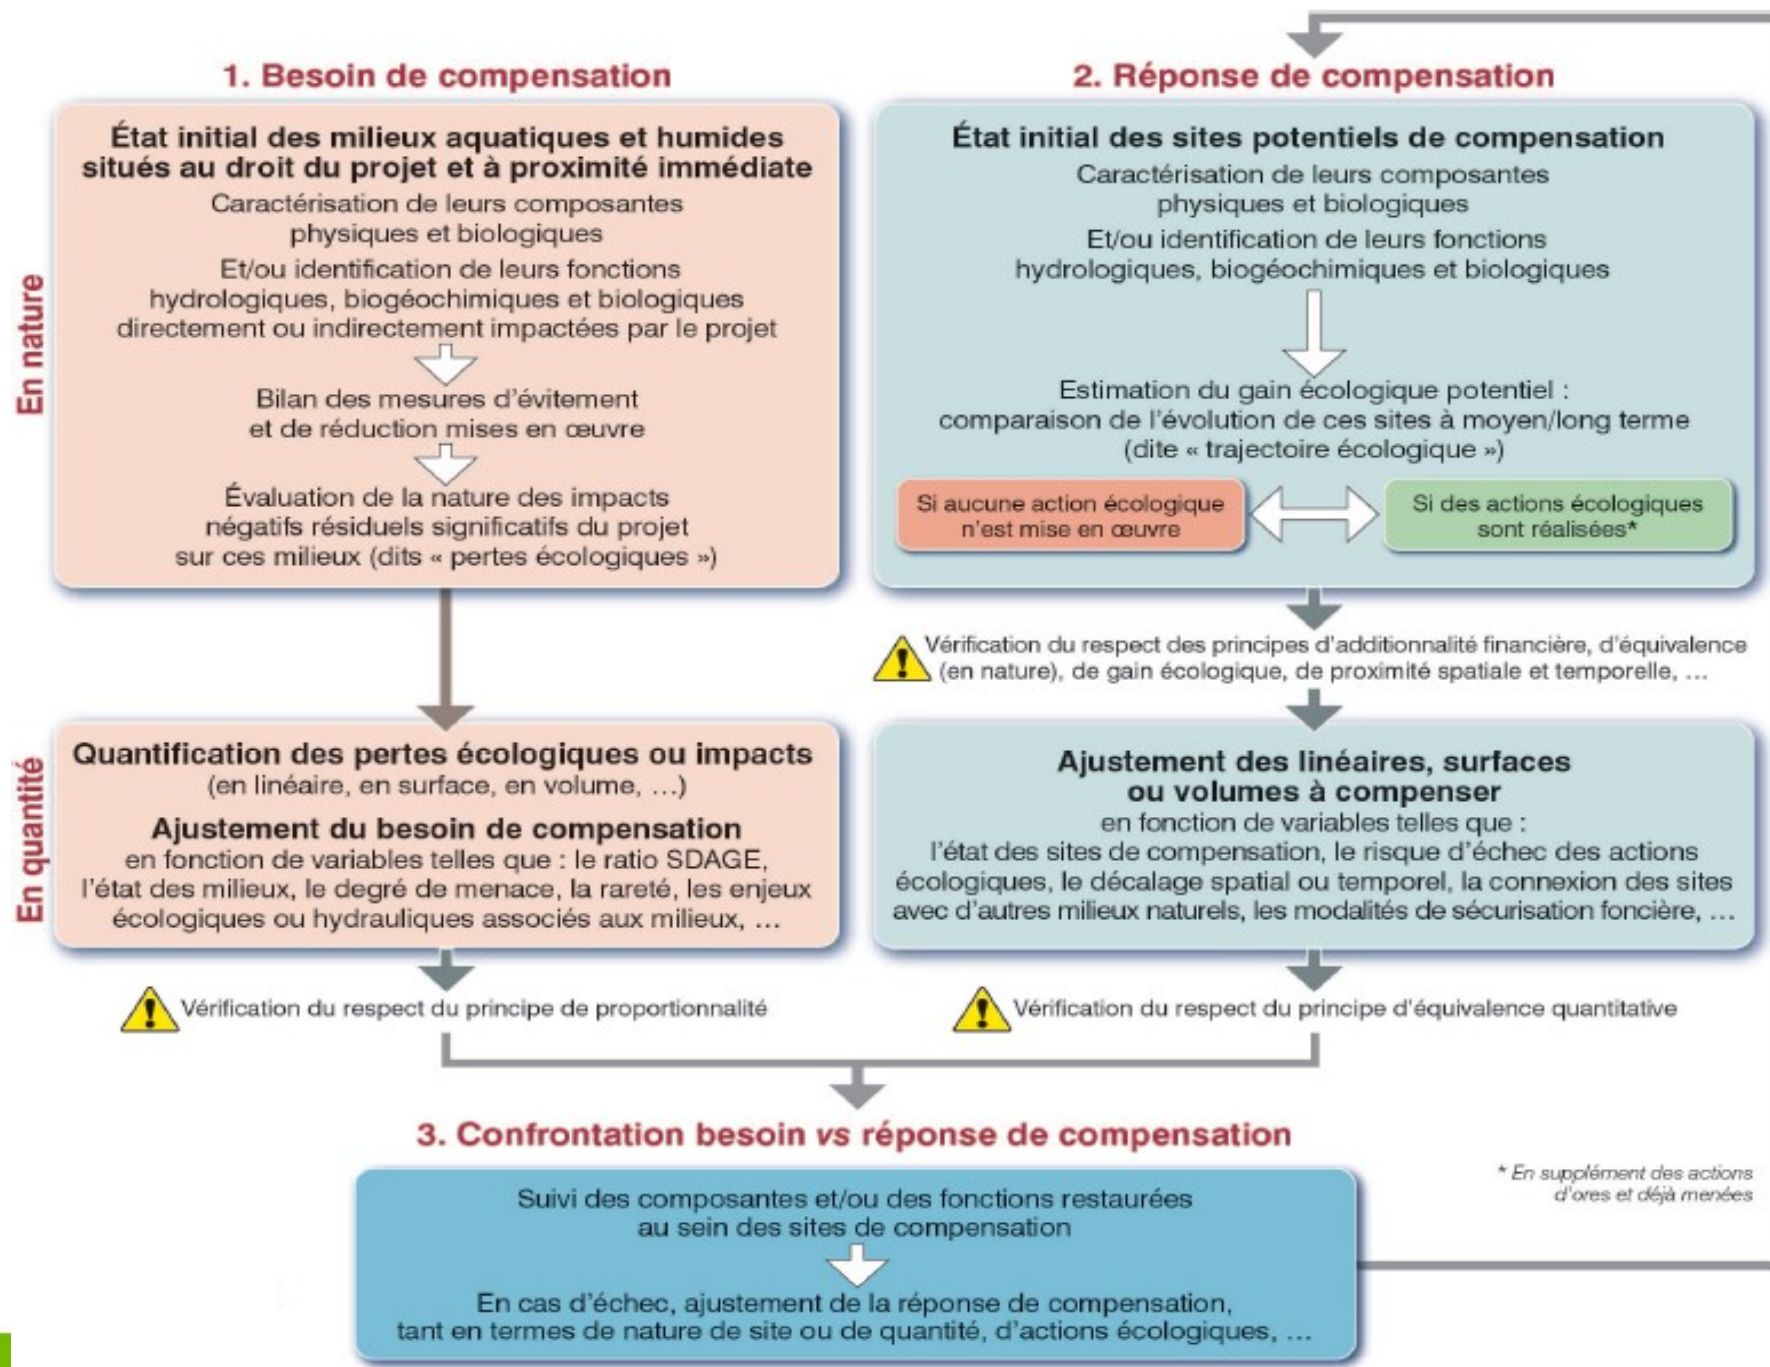 1. Besoin de compensation
État initial des milieux aquatiques et humides
situés au droit du projet et à proximité immédiate
Caractérisation de leurs composantes
physiques et biologiques
Et/ou identification de leurs fonctions
hydrologiques, biogéochimiques et biologiques
directement ou indirectement impactées par le projet
Bilan des mesures d'évitement
et de réduction mises en œuvre
Évaluation de la nature des impacts
négatifs résiduels significatifs du projet
sur ces milieux (dits « pertes écologiques »)
En nature
2. Réponse de compensation
État initial des sites potentiels de compensation
Caractérisation de leurs composantes
physiques et biologiques
Et/ou identification de leurs fonctions
hydrologiques, biogéochimiques et biologiques
Estimation du gain écologique potentiel :
comparaison de l'évolution de ces sites à moyen/long terme
(dite « trajectoire écologique »)
Si aucune action écologique
n'est mise en œuvre
Si des actions écologiques
sont réalisées*
Vérification du respect des principes d'additionnalité financière, d'équivalence
(en nature), de gain écologique, de proximité spatiale et temporelle, …
En quantité
Quantification des pertes écologiques ou impacts
(en linéaire, en surface, en volume, …)
Ajustement du besoin de compensation
en fonction de variables telles que : le ratio SDAGE,
l'état des milieux, le degré de menace, la rareté, les enjeux
écologiques ou hydrauliques associés aux milieux, …
Vérification du respect du principe de proportionnalité
Ajustement des linéaires, surfaces
ou volumes à compenser
en fonction de variables telles que :
l'état des sites de compensation, le risque d'échec des actions
écologiques, le décalage spatial ou temporel, la connexion des sites
avec d'autres milieux naturels, les modalités de sécurisation foncière, …
Vérification du respect du principe d'équivalence quantitative
3. Confrontation besoin vs réponse de compensation
Suivi des composantes et/ou des fonctions restaurées
au sein des sites de compensation
En cas d'échec, ajustement de la réponse de compensation,
tant en termes de nature de site ou de quantité, d'actions écologiques, …
* En supplément des actions
d'ores et déjà menées